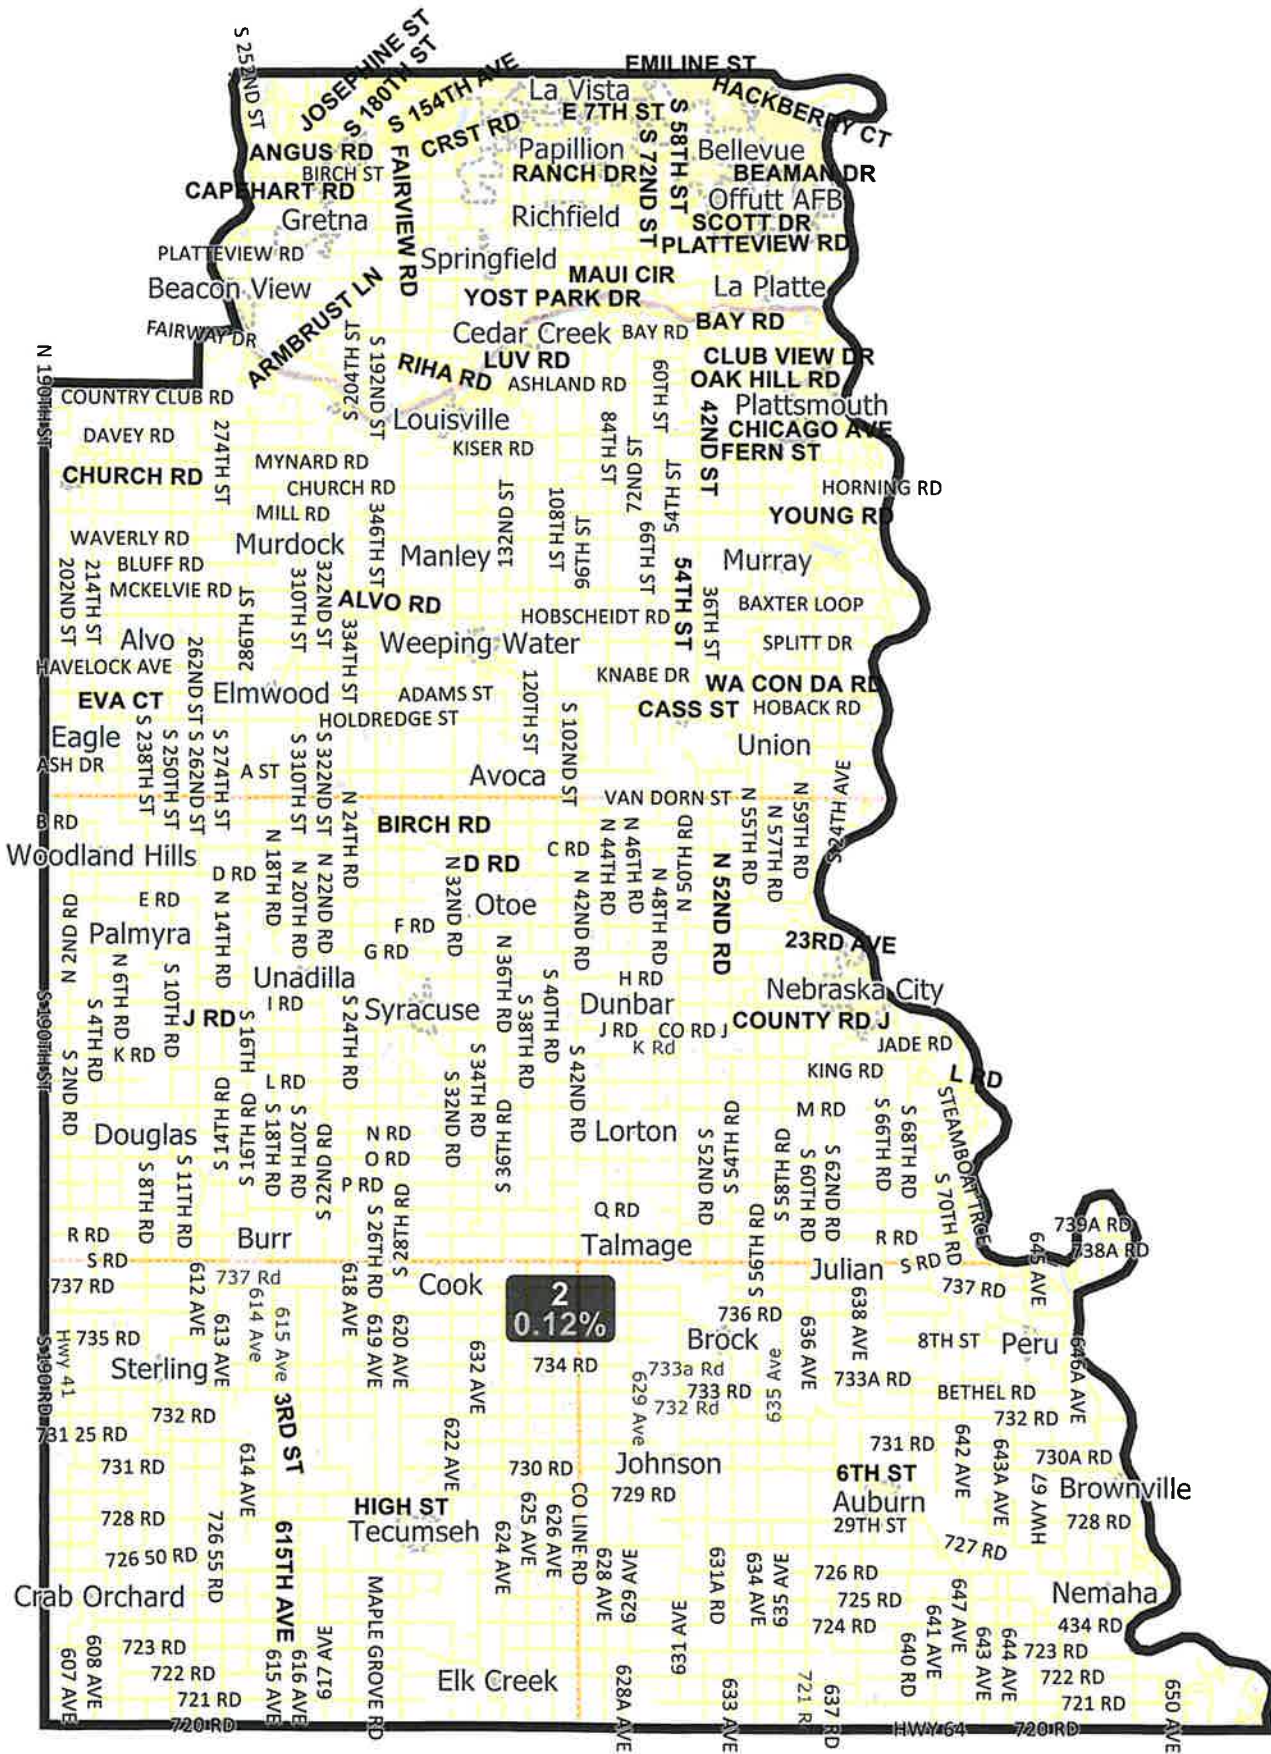 S 252ND ST
JOSEPHINE ST
S 180TH ST
S 154TH AVE
EMILINE ST
La Vista
HACKBERRY CT
E 7TH ST
CRST RD
S 72ND ST
S 58TH ST
ANGUS RD
Papillion
Bellevue
BIRCH ST
RANCH DR
BEAMAN DR
CAPEHART RD
S FAIRVIEW RD
Offutt AFB
Gretna
Richfield
SCOTT DR
PLATTEVIEW RD
PLATTEVIEW RD
Springfield
MAUI CIR
Beacon View
YOST PARK DR
La Platte
ARMBRUST LN
FAIRWAY DR
Cedar Creek
BAY RD
BAY RD
N 190TH ST
S 204TH ST
S 192ND ST
RIHA RD
LUV RD
CLUB VIEW DR
ASHLAND RD
60TH ST
OAK HILL RD
COUNTRY CLUB RD
Plattsmouth
Louisville
42ND ST
CHICAGO AVE
DAVEY RD
274TH ST
KISER RD
84TH ST
72ND ST
FERN ST
MYNARD RD
CHURCH RD
CHURCH RD
54TH ST
HORNING RD
132ND ST
108TH ST
MILL RD
346TH ST
96TH ST
YOUNG RD
WAVERLY RD
Murdock
Manley
69TH ST
Murray
BLUFF RD
202ND ST
214TH ST
MCKELVIE RD
286TH ST
310TH ST
322ND ST
ALVO RD
54TH ST
36TH ST
BAXTER LOOP
HOBSCHEIDT RD
Alvo
262ND ST
334TH ST
Weeping Water
SPLITT DR
HAVELOCK AVE
KNABE DR
WA CON DA RD
EVA CT
Elmwood
ADAMS ST
120TH ST
CASS ST
HOBACK RD
HOLDREDGE ST
S 102ND ST
Eagle
S 238TH ST
S 250TH ST
S 262ND ST
S 274TH ST
S 310TH ST
S 322ND ST
Union
ASH DR
A ST
Avoca
S 24TH AVE
N 24TH RD
VAN DORN ST
N 55TH RD
N 57TH RD
N 59TH RD
B RD
BIRCH RD
N 44TH RD
N 46TH RD
N 50TH RD
Woodland Hills
N 18TH RD
C RD
D RD
N 20TH RD
N 22ND RD
N 32ND RD
D RD
N 42ND RD
N 48TH RD
N 52ND RD
N 2ND RD
E RD
N 14TH RD
Otoe
Palmyra
F RD
23RD AVE
G RD
N 36TH RD
N 6TH RD
S 10TH RD
Unadilla
S 40TH RD
H RD
Nebraska City
S 190TH ST
S 4TH RD
I RD
S 24TH RD
Syracuse
S 38TH RD
Dunbar
J RD
S 16TH
J RD
CO RD J
COUNTY RD J
K RD
K Rd
JADE RD
S 2ND RD
S 34TH RD
S 42ND RD
KING RD
L RD
L RD
S 14TH RD
S 16TH RD
S 18TH RD
S 20TH RD
S 22ND RD
S 32ND RD
S 36TH RD
S 54TH RD
M RD
S 66TH RD
S 68TH RD
STEAMBOAT TRCE
Douglas
N RD
Lorton
S 52ND RD
S 58TH RD
S 60TH RD
S 62ND RD
O RD
S 8TH RD
S 11TH RD
P RD
S 70TH RD
S 26TH RD
S 28TH RD
Q RD
S 56TH RD
739A RD
R RD
Burr
Talmage
R RD
738A RD
S RD
S RD
645 AVE
737 RD
612 AVE
737 Rd
618 AVE
Cook
Julian
737 RD
614 Ave
2
0.12%
638 AVE
613 AVE
615 Ave
619 AVE
620 AVE
736 RD
636 AVE
Hwy 41
735 RD
Brock
8TH ST
Peru
646A AVE
S 190 RD
Sterling
632 AVE
734 RD
733a Rd
635 Ave
733A RD
629 Ave
733 RD
BETHEL RD
732 RD
3RD ST
732 Rd
732 RD
731 25 RD
622 AVE
731 RD
642 AVE
643A AVE
731 RD
614 AVE
730 RD
Johnson
6TH ST
730A RD
HWY 67
Brownville
729 RD
HIGH ST
CO LINE RD
Auburn
728 RD
726 55 RD
615TH AVE
Tecumseh
624 AVE
625 AVE
626 AVE
29TH ST
728 RD
726 50 RD
628 AVE
629 AVE
631A RD
634 AVE
635 AVE
727 RD
726 RD
Crab Orchard
MAPLE GROVE RD
647 AVE
Nemaha
725 RD
631 AVE
724 RD
641 AVE
434 RD
607 AVE
608 AVE
723 RD
615 AVE
616 AVE
617 AVE
640 RD
643 AVE
644 AVE
723 RD
722 RD
Elk Creek
628A AVE
633 AVE
721 R
637 RD
722 RD
721 RD
721 RD
650 AVE
720 RD
HWY 64
720 RD